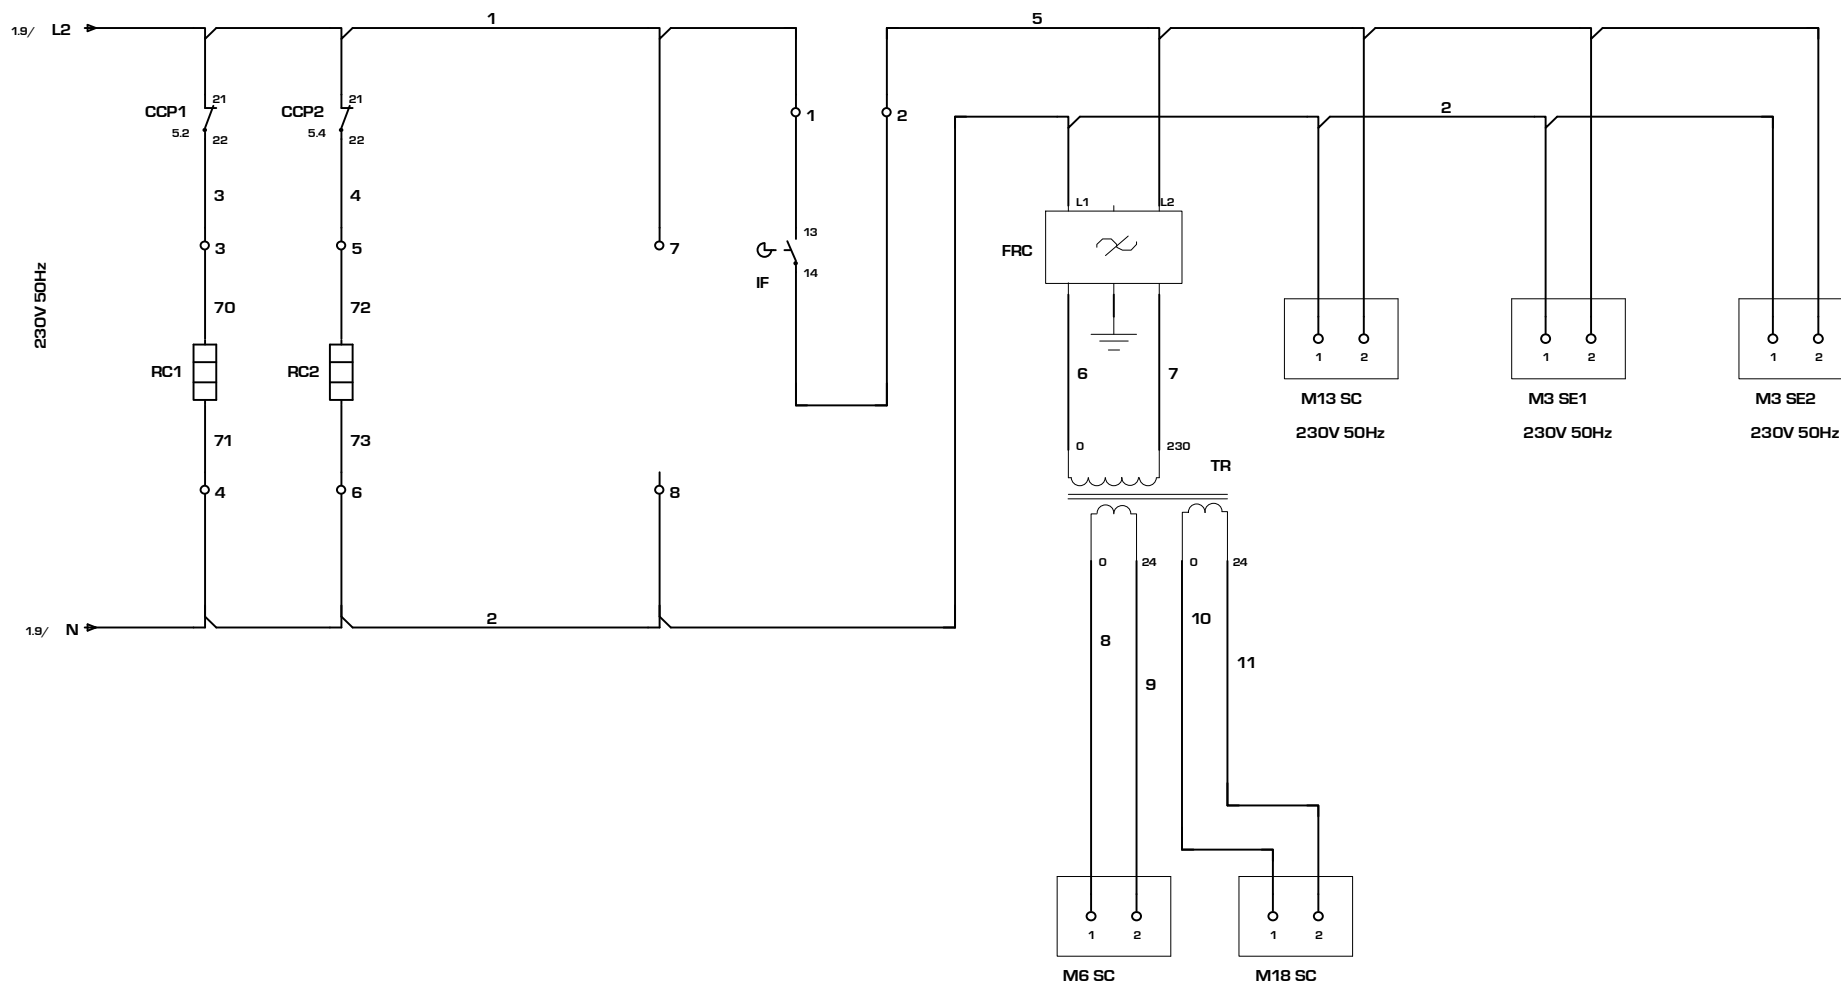 1 5
1.9/ L2
2
CCP1 21 CCP2 21
1 2
5.2 22 5.4 22
3 4
L1 L2
13
3 5 7
FRC
14
IF
230V 50Hz
70 72
1 2 1 2 1 2
RC1 RC2
6 7
M13 SC M3 SE1 M3 SE2
230V 50Hz 230V 50Hz 230V 50Hz
71 73
0 230
TR
4 6 8
0 24 0 24
2
10
1.9/ N
8
11
9
1 2 1 2
M6 SC M18 SC